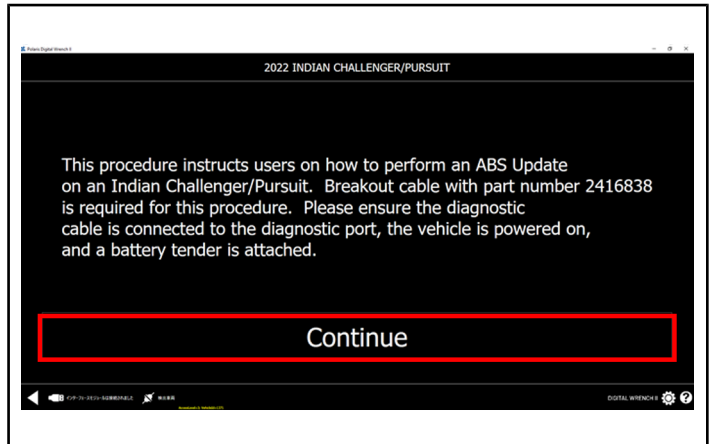 Polaris Digital Wrench II
2022 INDIAN CHALLENGER/PURSUIT
This procedure instructs users on how to perform an ABS Update
on an Indian Challenger/Pursuit. Breakout cable with part number 2416838
is required for this procedure. Please ensure the diagnostic
cable is connected to the diagnostic port, the vehicle is powered on,
and a battery tender is attached.
Continue
DIGITAL WRENCH II